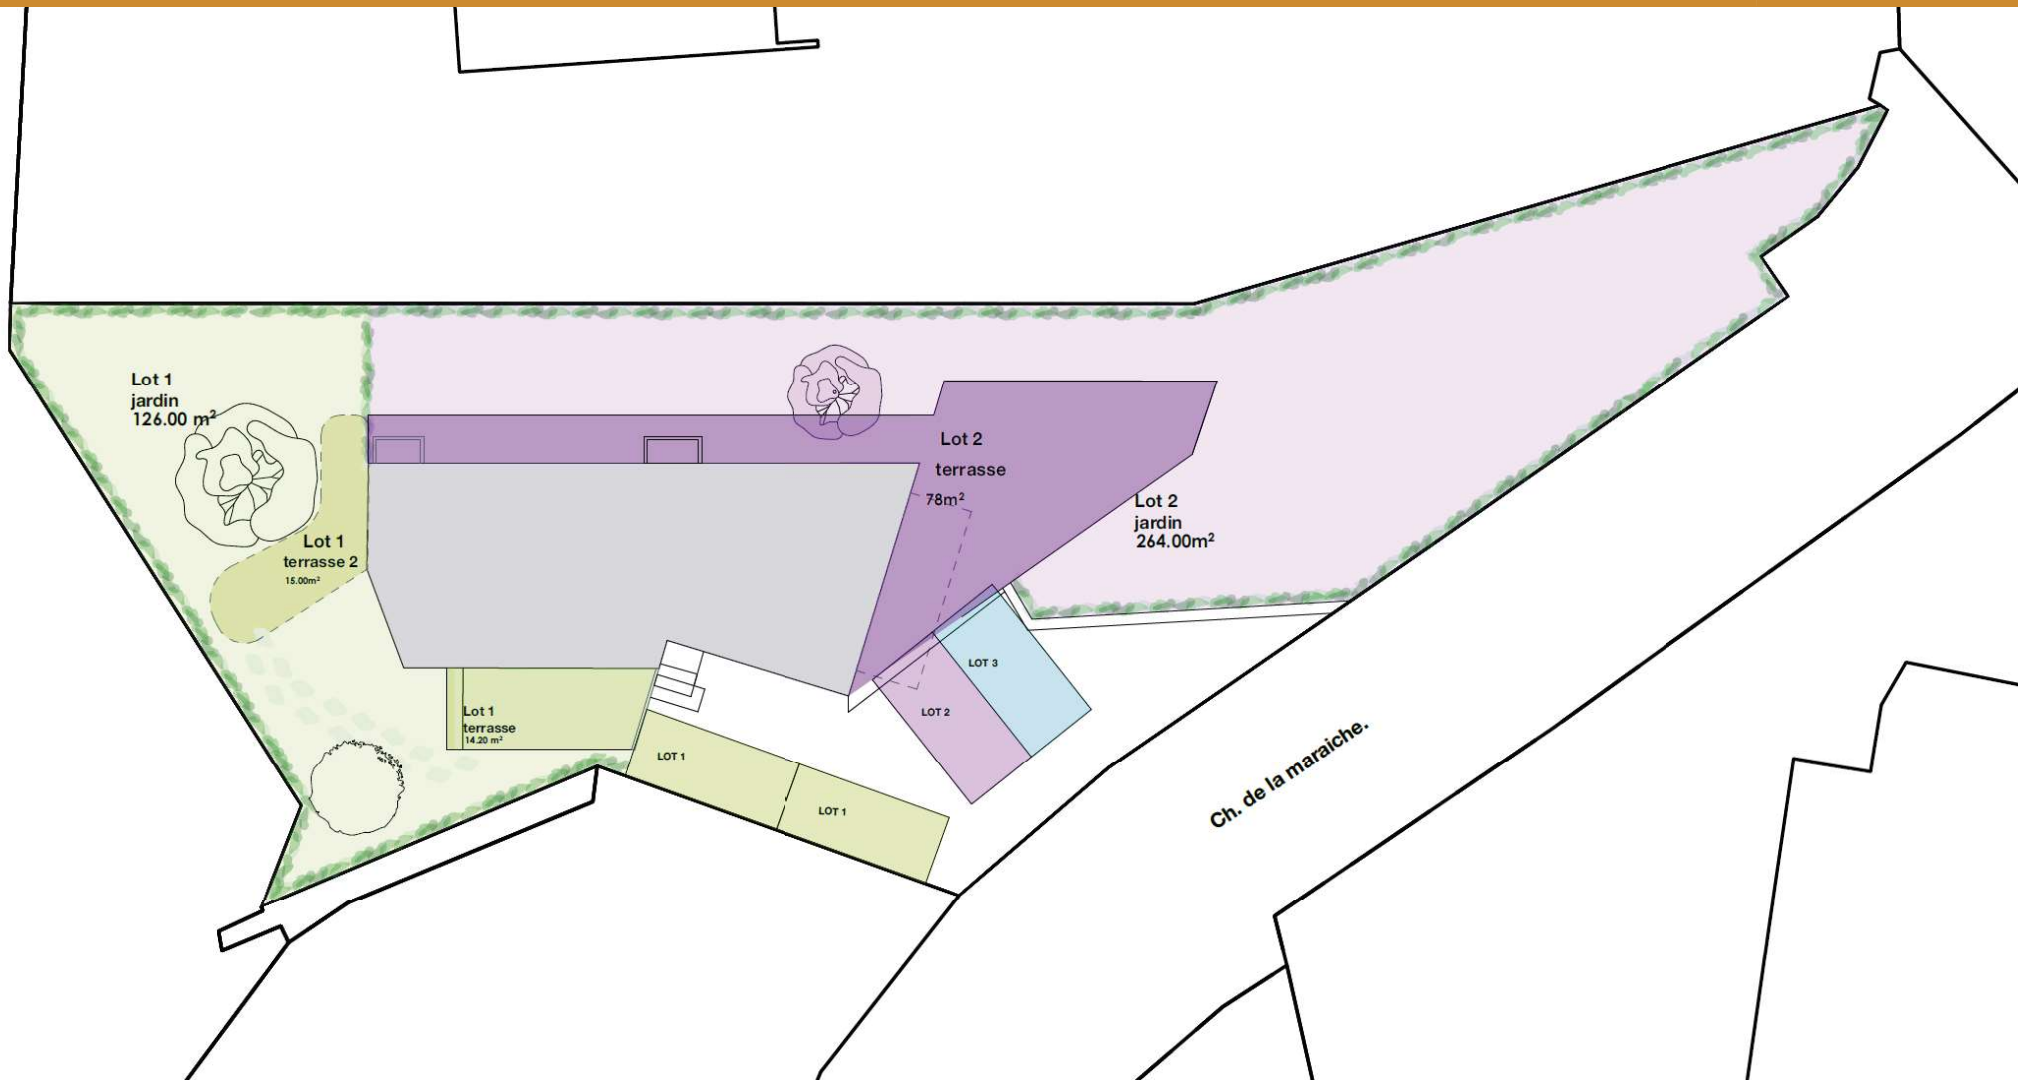 Lot 1
jardin
126.00 m²
Lot 1
terrasse 2
15.00m²
Lot 2
terrasse
78m²
Lot 2
jardin
264.00m²
LOT 3
LOT 2
Lot 1
terrasse
14.20 m²
LOT 1
LOT 1
Ch. de la maraiche.